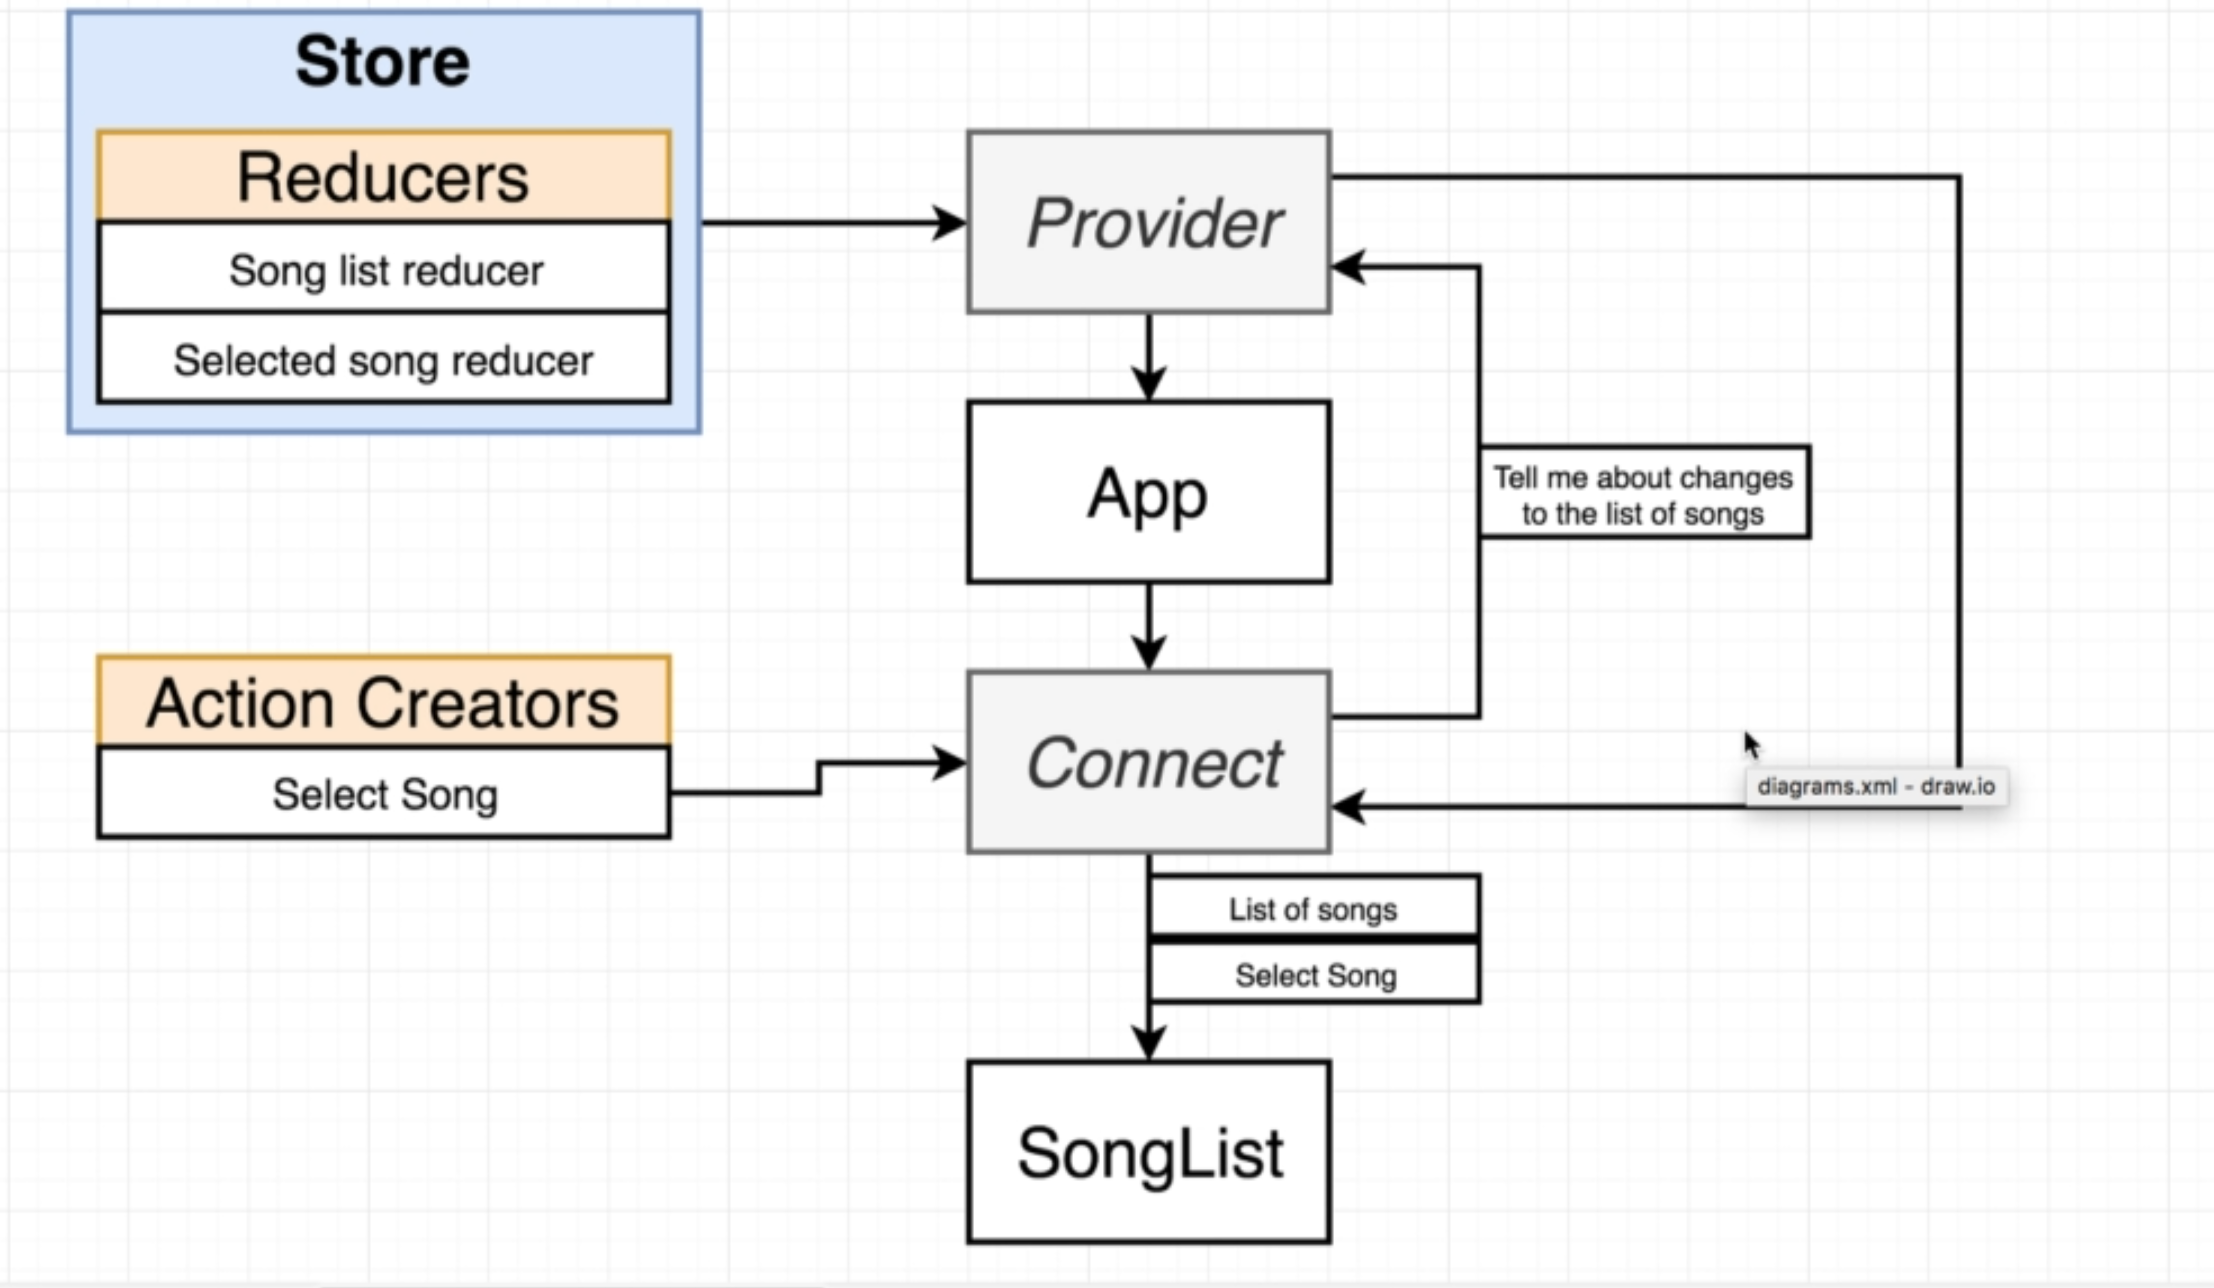 Store
Reducers
Song list reducer
Selected song reducer
Provider
App
Tell me about changes
to the list of songs
Action Creators
Select Song
Connect
diagrams.xml - draw.io
List of songs
Select Song
SongList